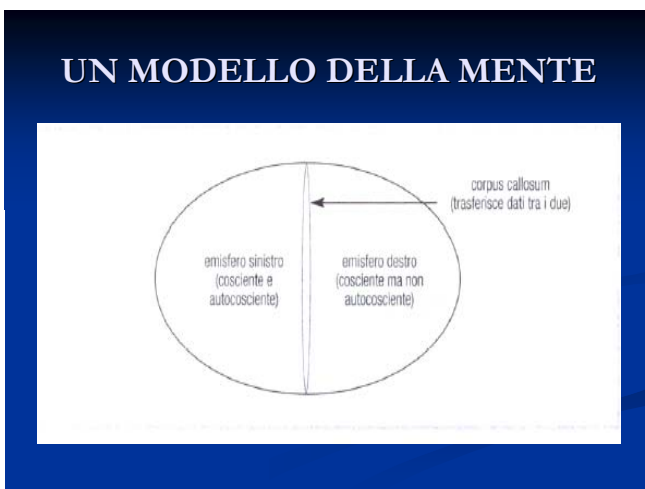 UN MODELLO DELLA MENTE
corpus callosum
(trasferisce dati tra i due)
emisfero sinistro
(cosciente e
autocosciente)
emisfero destro
(cosciente ma non
autocosciente)